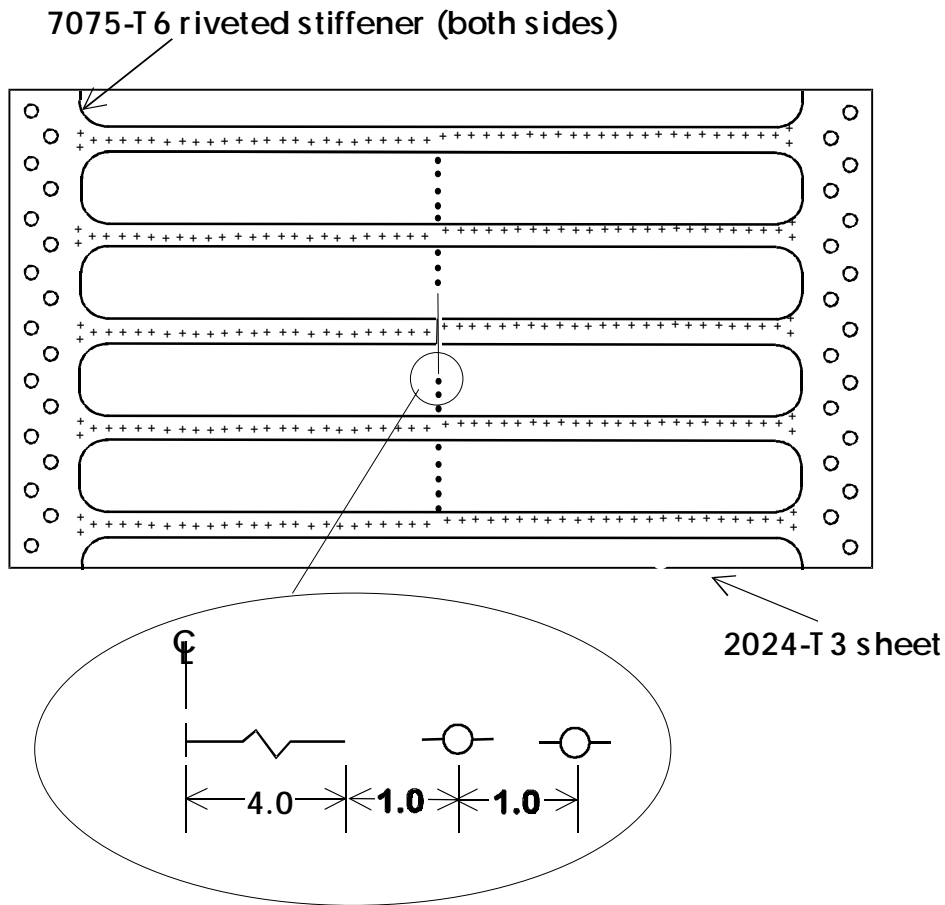 7075-T6 riveted stiffener (both sides)
2024-T3 sheet
℄
4.0 1.0 1.0